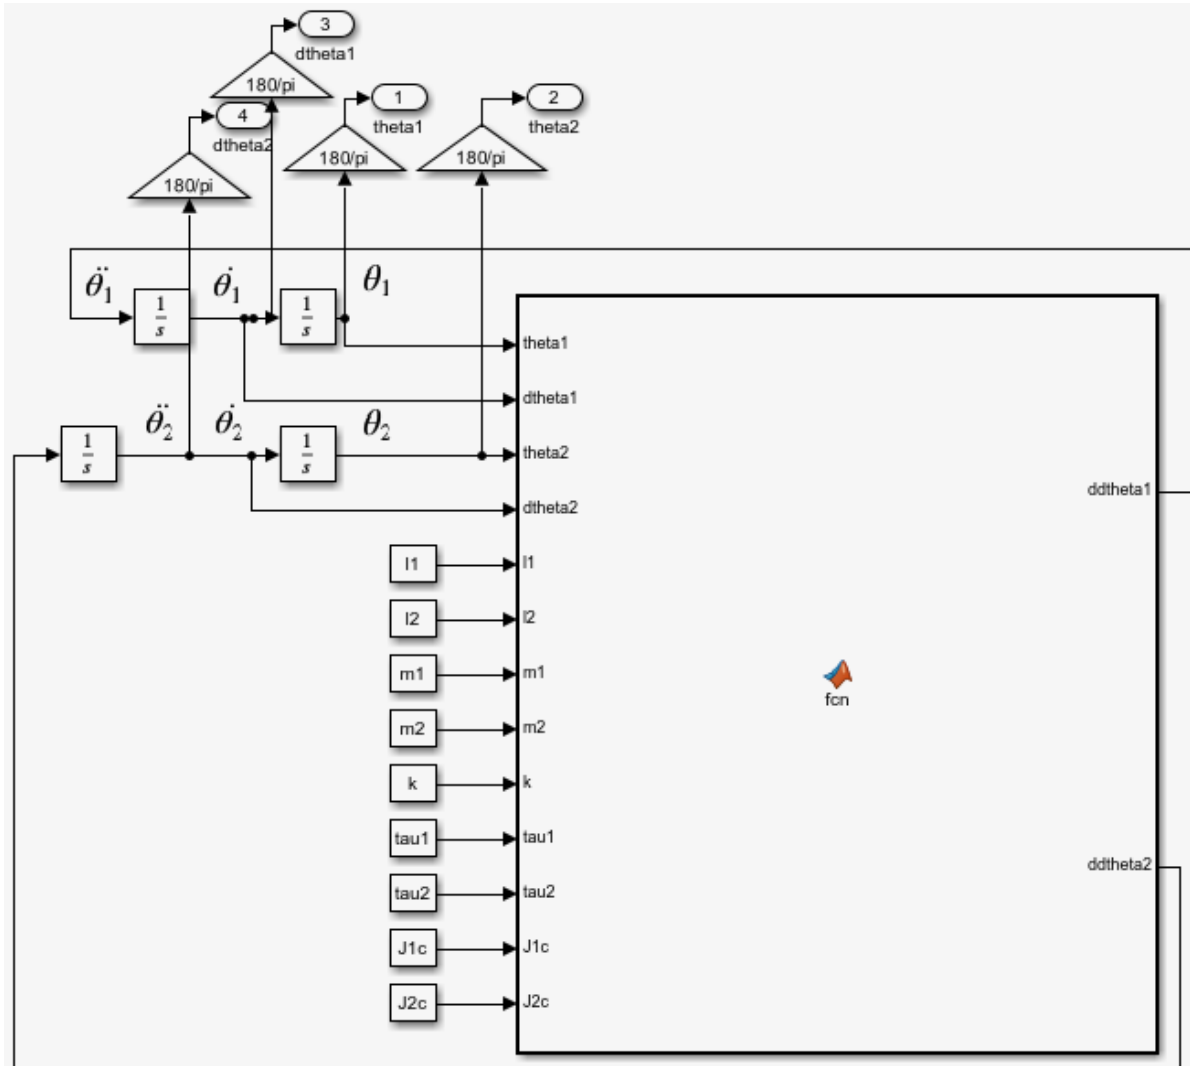 3
dtheta1
180/pi
1
theta1
2
theta2
4
dtheta2
180/pi
180/pi
180/pi
θ̈₁
1/s
θ̇₁
1/s
θ₁
theta1
dtheta1
θ̈₂
1/s
θ̇₂
1/s
θ₂
theta2
dtheta2
ddtheta1
l1 l1
l2 l2
m1 m1
fcn
m2 m2
k k
tau1 tau1
ddtheta2
tau2 tau2
J1c J1c
J2c J2c